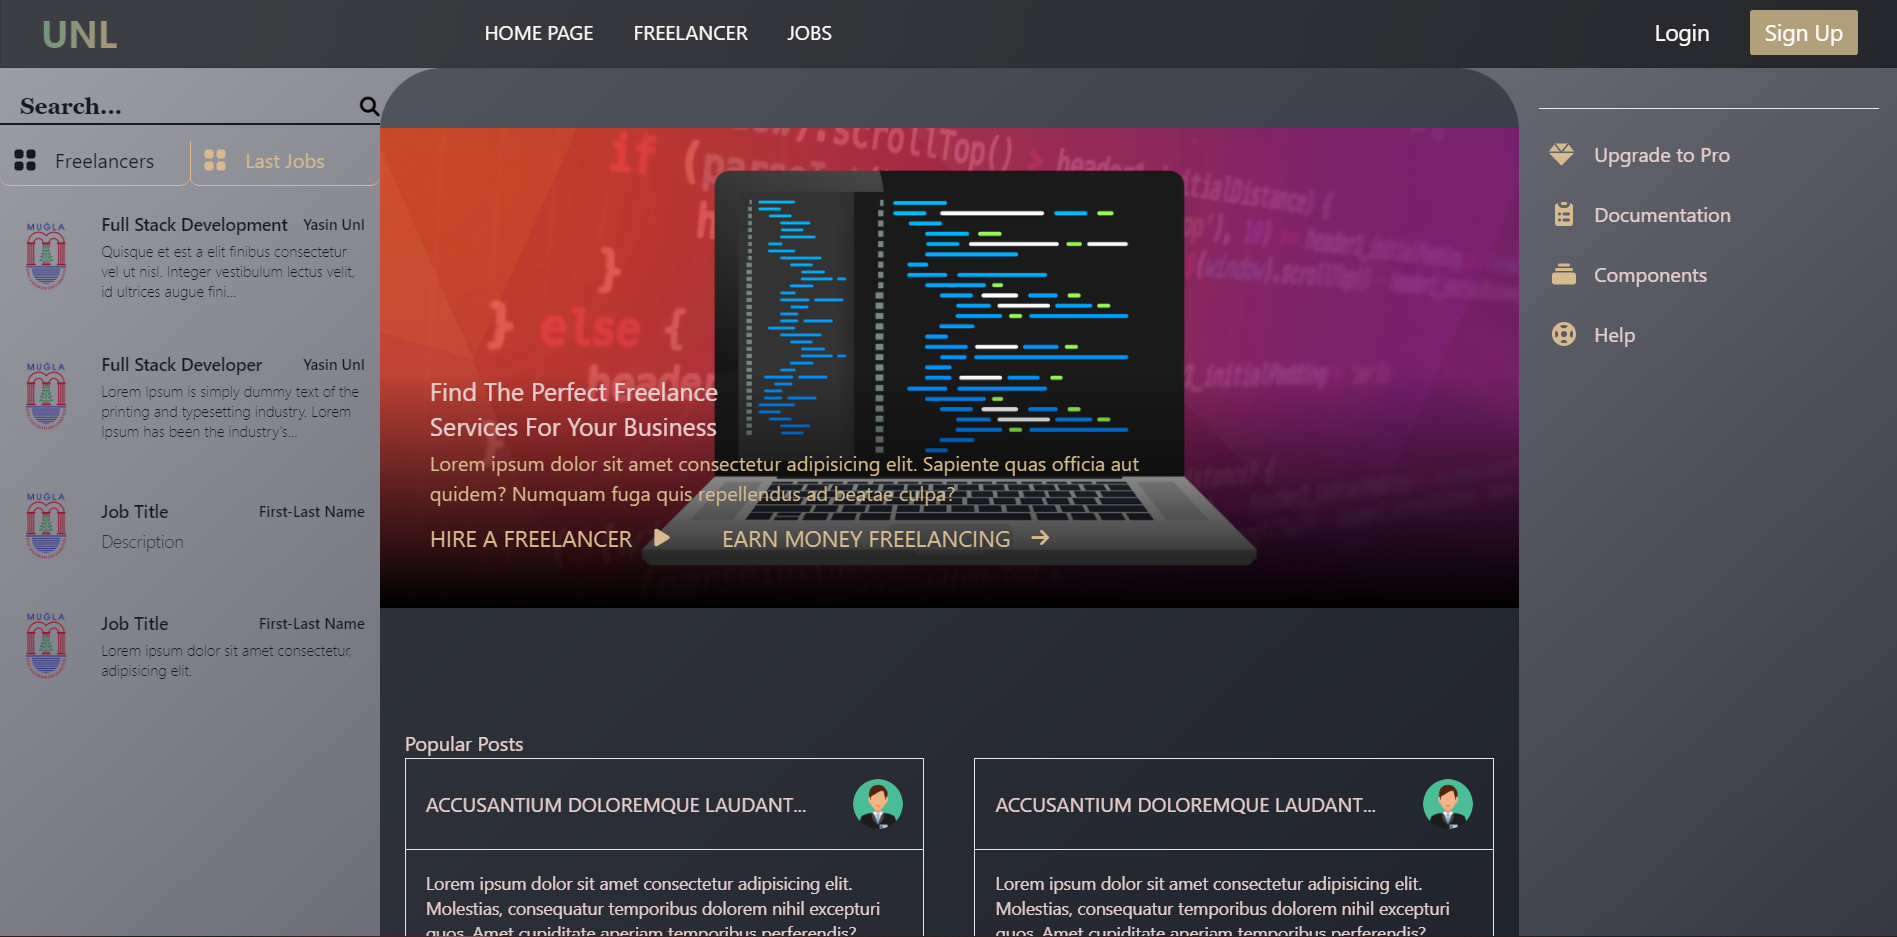 UNL
HOME PAGE
FREELANCER
JOBS
Login
Sign Up
Search...
Freelancers
Last Jobs
Full Stack Development
Yasin Unl
Quisque et est a elit finibus consectetur
vel ut nisl. Integer vestibulum lectus velit,
id ultrices augue fini...
MUĞLA
Full Stack Developer
Yasin Unl
Lorem Ipsum is simply dummy text of the
printing and typesetting industry. Lorem
Ipsum has been the industry's...
MUĞLA
Job Title
First-Last Name
Description
MUĞLA
Job Title
First-Last Name
Lorem ipsum dolor sit amet consectetur,
adipisicing elit.
MUĞLA
.scrollTop() > header1_initialDistance) {
if (
}
} else {
header
(window).scrollTop()
Find The Perfect Freelance
Services For Your Business
Lorem ipsum dolor sit amet consectetur adipisicing elit. Sapiente quas officia aut
quidem? Numquam fuga quis repellendus ad beatae culpa?
HIRE A FREELANCER
EARN MONEY FREELANCING
Upgrade to Pro
Documentation
Components
Help
Popular Posts
ACCUSANTIUM DOLOREMQUE LAUDANT...
Lorem ipsum dolor sit amet consectetur adipisicing elit.
Molestias, consequatur temporibus dolorem nihil excepturi
quos. Amet cupiditate aperiam temporibus perferendis?
ACCUSANTIUM DOLOREMQUE LAUDANT...
Lorem ipsum dolor sit amet consectetur adipisicing elit.
Molestias, consequatur temporibus dolorem nihil excepturi
quos. Amet cupiditate aperiam temporibus perferendis?